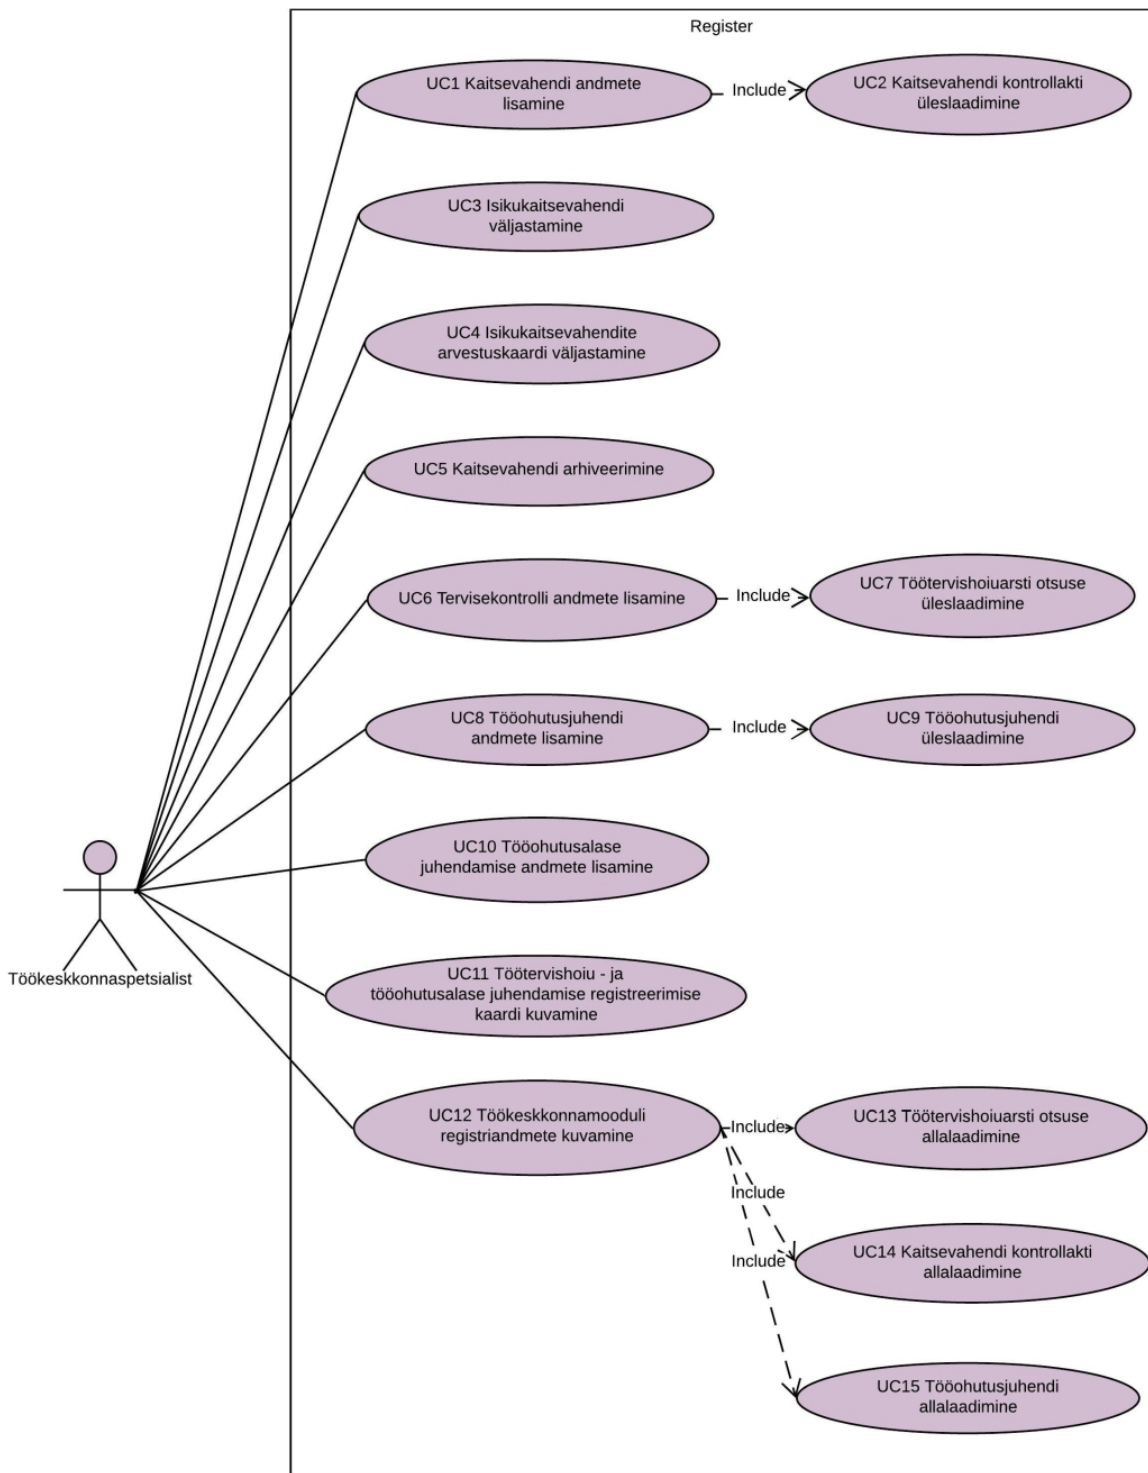 Register
UC1 Kaitsevahendi andmete
lisamine
Include
UC2 Kaitsevahendi kontrollakti
üleslaadimine
UC3 Isikukaitsevahendi
väljastamine
UC4 Isikukaitsevahendite
arvestuskaardi väljastamine
UC5 Kaitsevahendi arhiveerimine
UC6 Tervisekontrolli andmete lisamine
Include
UC7 Töötervishoiuarsti otsuse
üleslaadimine
UC8 Tööohutusjuhendi
andmete lisamine
Include
UC9 Tööohutusjuhendi
üleslaadimine
UC10 Tööohutusalase
juhendamise andmete lisamine
Töökeskkonnaspetsialist
UC11 Töötervishoiu - ja
tööohutusalase juhendamise registreerimise
kaardi kuvamine
UC12 Töökeskkonnamooduli
registriandmete kuvamine
Include
UC13 Töötervishoiuarsti otsuse
allalaadimine
Include
UC14 Kaitsevahendi kontrollakti
allalaadimine
Include
UC15 Tööohutusjuhendi
allalaadimine